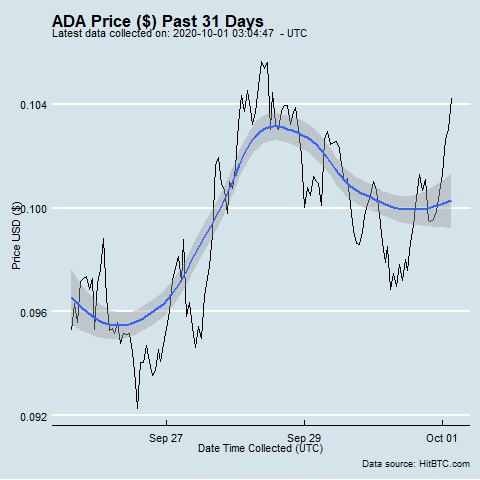 ADA Price ($) Past 31 Days
Latest data collected on: 2020-10-01 03:04:47 - UTC
Price USD ($)
0.104
0.100
0.096
0.092
Sep 27
Sep 29
Oct 01
Date Time Collected (UTC)
Data source: HitBTC.com